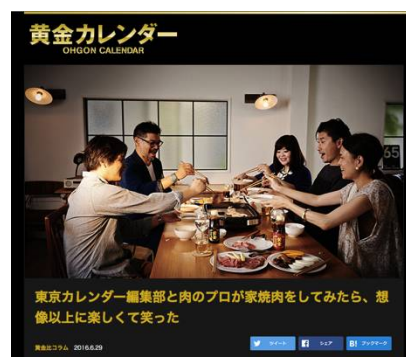 黄金カレンダー
OHGON CALENDAR
東京カレンダー編集部と肉のプロが家焼肉をしてみたら、想
像以上に楽しくて笑った
黄金比コラム 2016.6.29
ツイート シェア B! ブックマーク